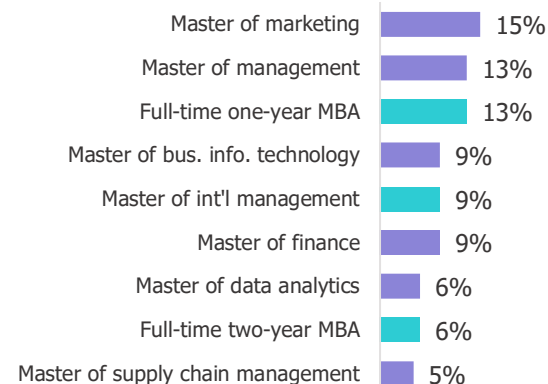 Master of marketing 15%
Master of management 13%
Full-time one-year MBA 13%
Master of bus. info. technology 9%
Master of int'l management 9%
Master of finance 9%
Master of data analytics 6%
Full-time two-year MBA 6%
Master of supply chain management 5%